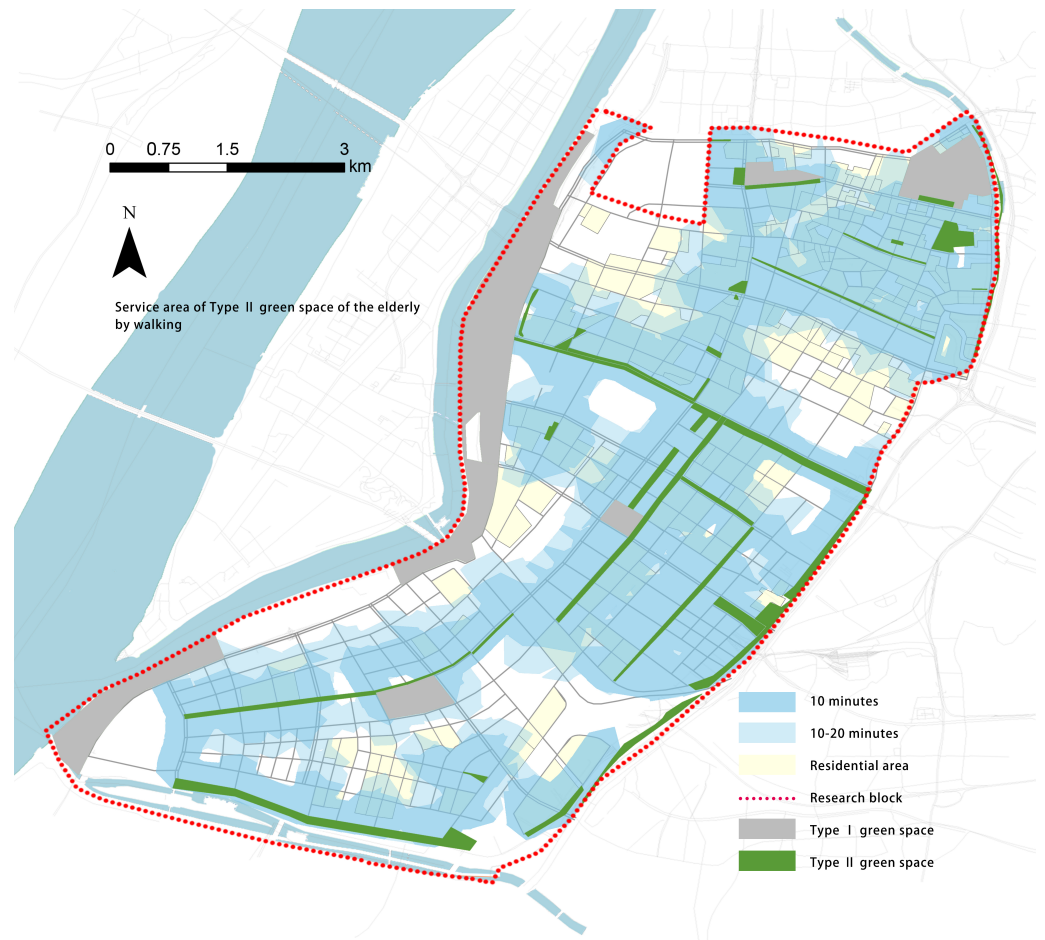 0 0.75 1.5 3
km
N
Service area of Type II green space of the elderly
by walking
10 minutes
10-20 minutes
Residential area
Research block
Type I green space
Type II green space